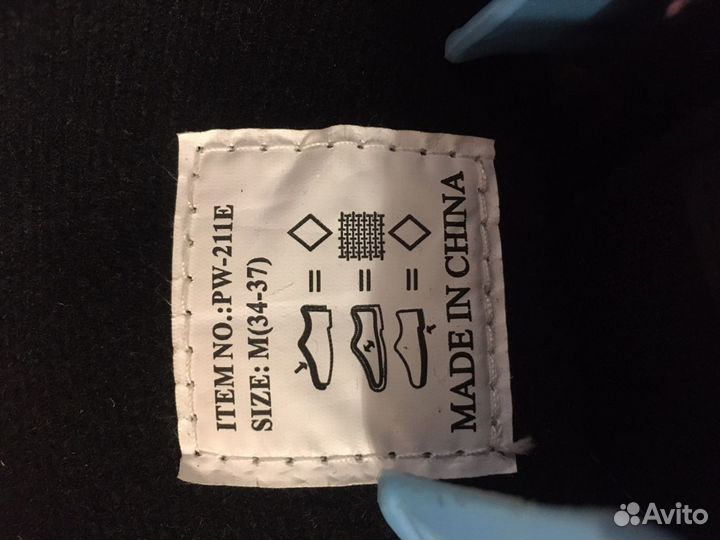 ITEM NO.:PW-211E
SIZE: M(34-37)
=
=
=
MADE IN CHINA
Avito